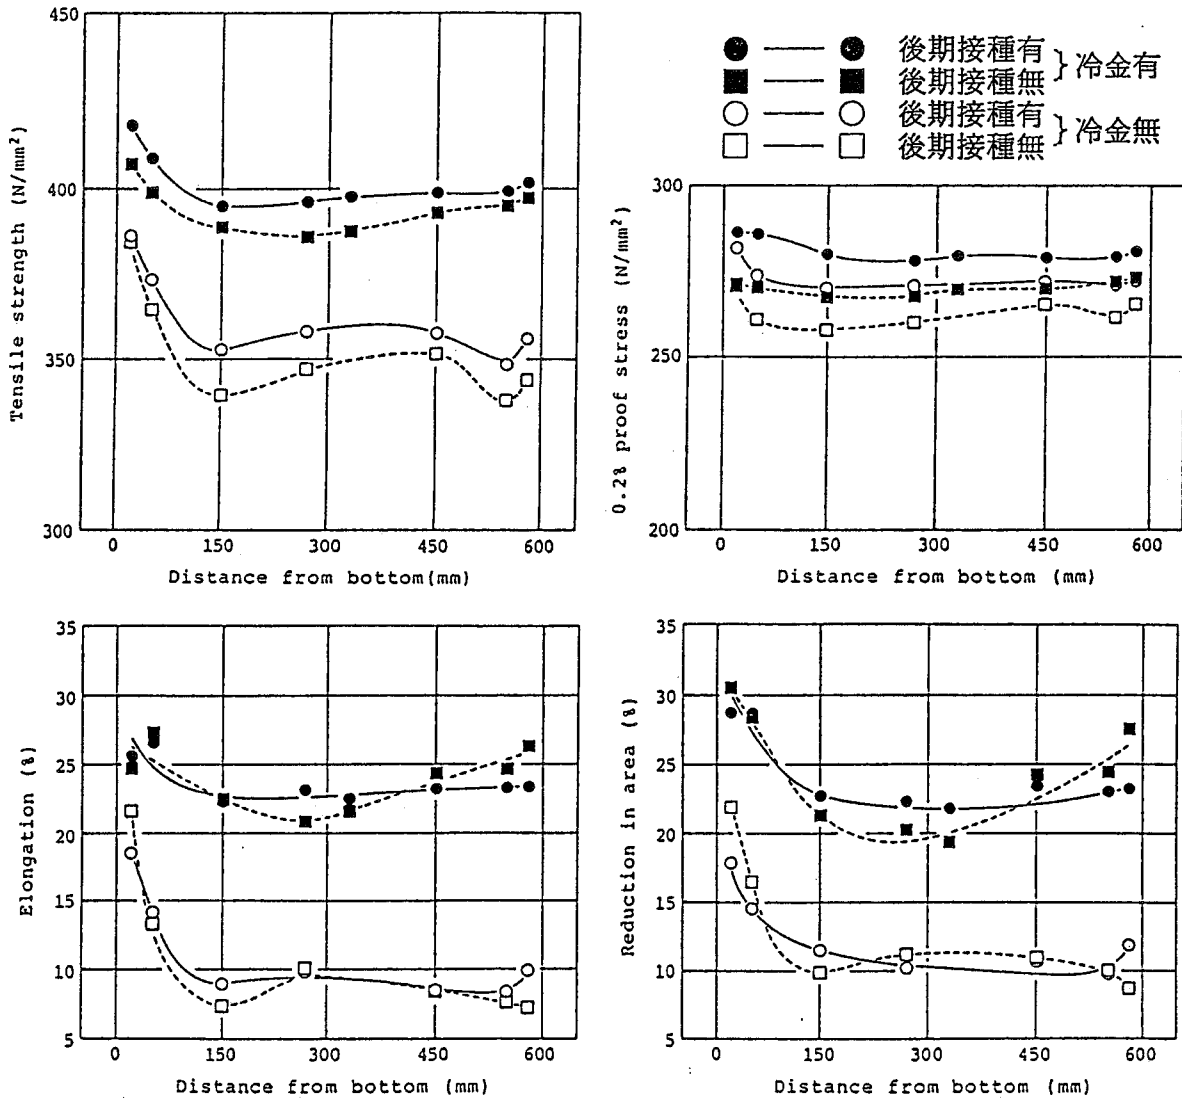 後期接種有
後期接種無
}冷金有
後期接種有
後期接種無
}冷金無
Tensile strength (N/mm²)
450
400
350
300
0 150 300 450 600
Distance from bottom(mm)
0.2% proof stress (N/mm²)
300
250
200
0 150 300 450 600
Distance from bottom (mm)
Elongation (%)
35
30
25
20
15
10
5
0 150 300 450 600
Distance from bottom (mm)
Reduction in area (%)
35
30
25
20
15
10
5
0 150 300 450 600
Distance from bottom (mm)